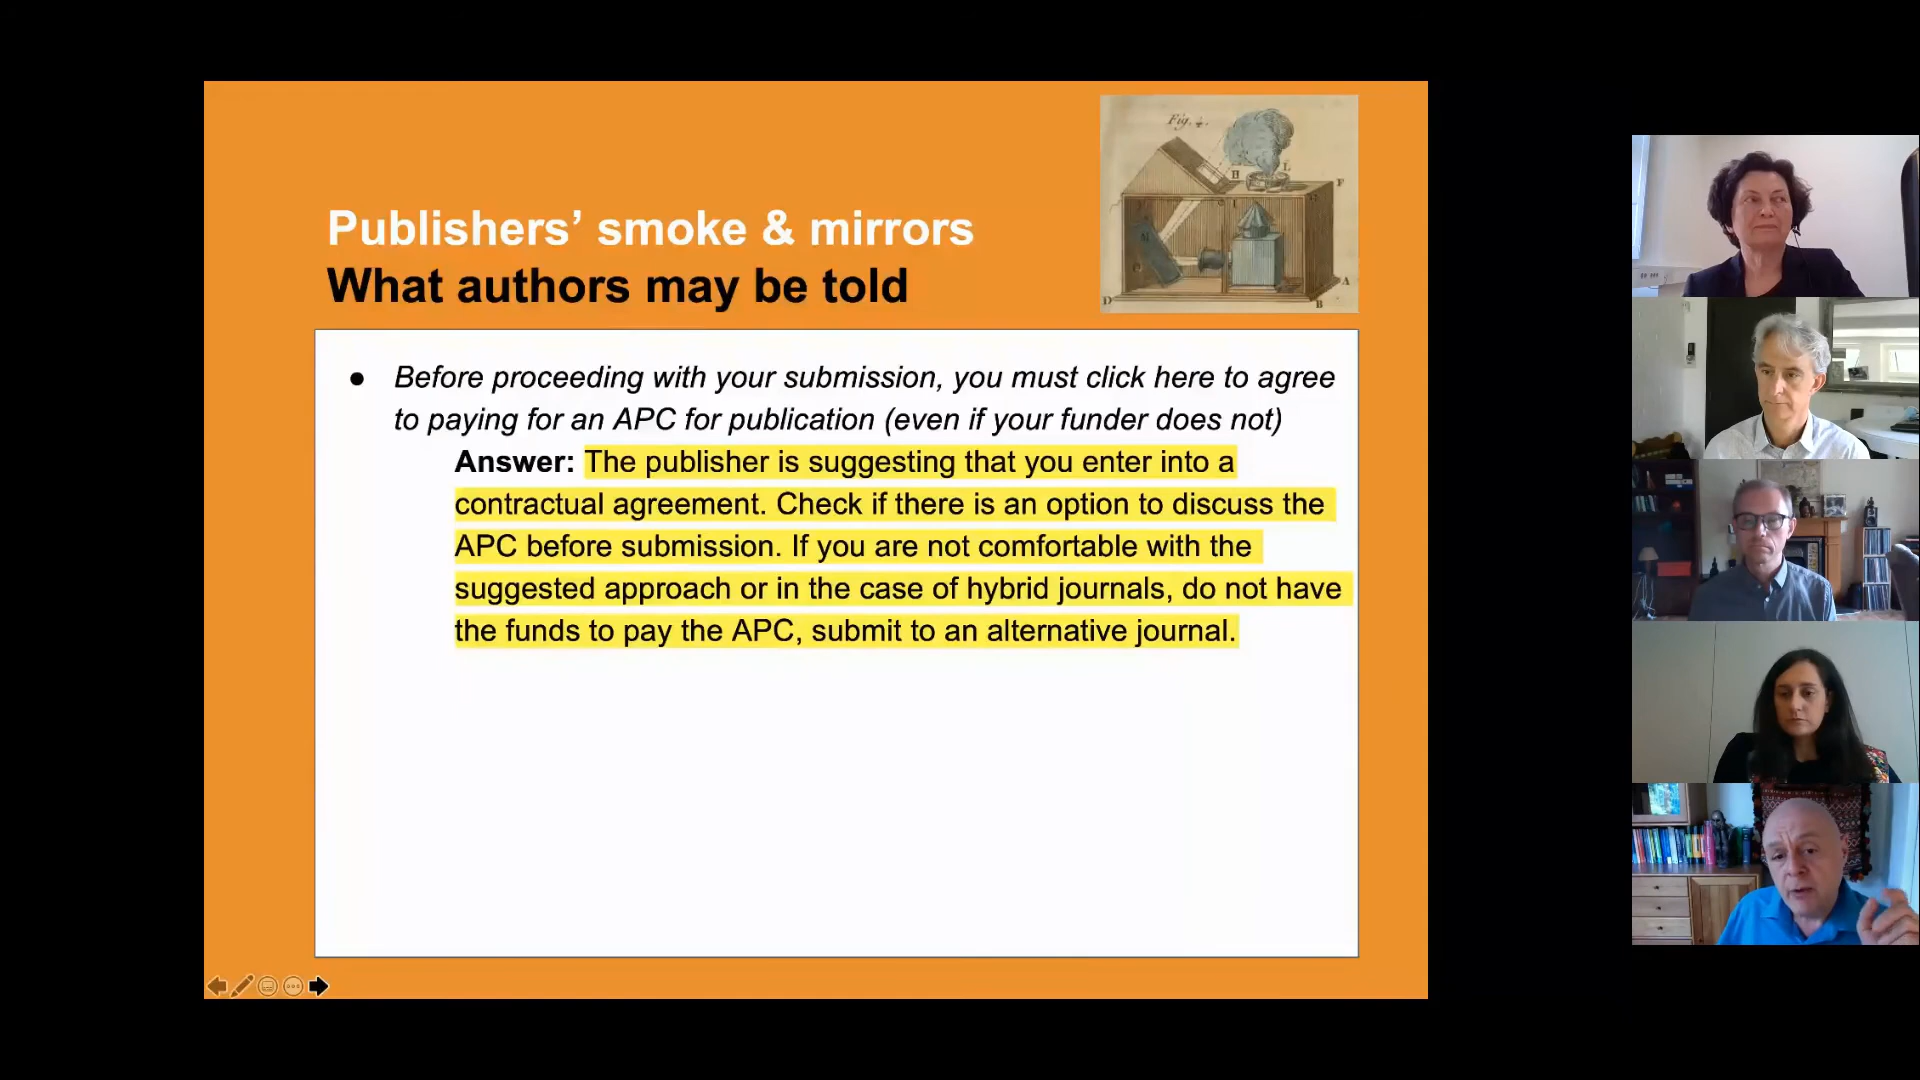 Fig. 4.
H
L
F
D
B
A
Publishers’ smoke & mirrors
What authors may be told
● Before proceeding with your submission, you must click here to agree
to paying for an APC for publication (even if your funder does not)
Answer: The publisher is suggesting that you enter into a
contractual agreement. Check if there is an option to discuss the
APC before submission. If you are not comfortable with the
suggested approach or in the case of hybrid journals, do not have
the funds to pay the APC, submit to an alternative journal.